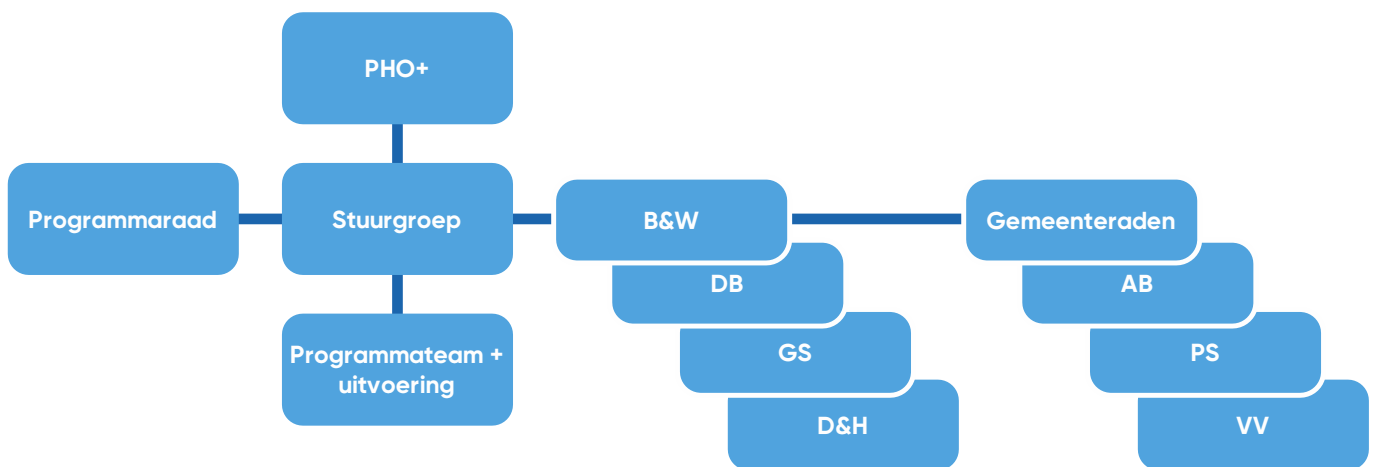 PHO+
Programmaraad
Stuurgroep
B&W
Gemeenteraden
DB
AB
GS
PS
Programmateam +
uitvoering
D&H
VV